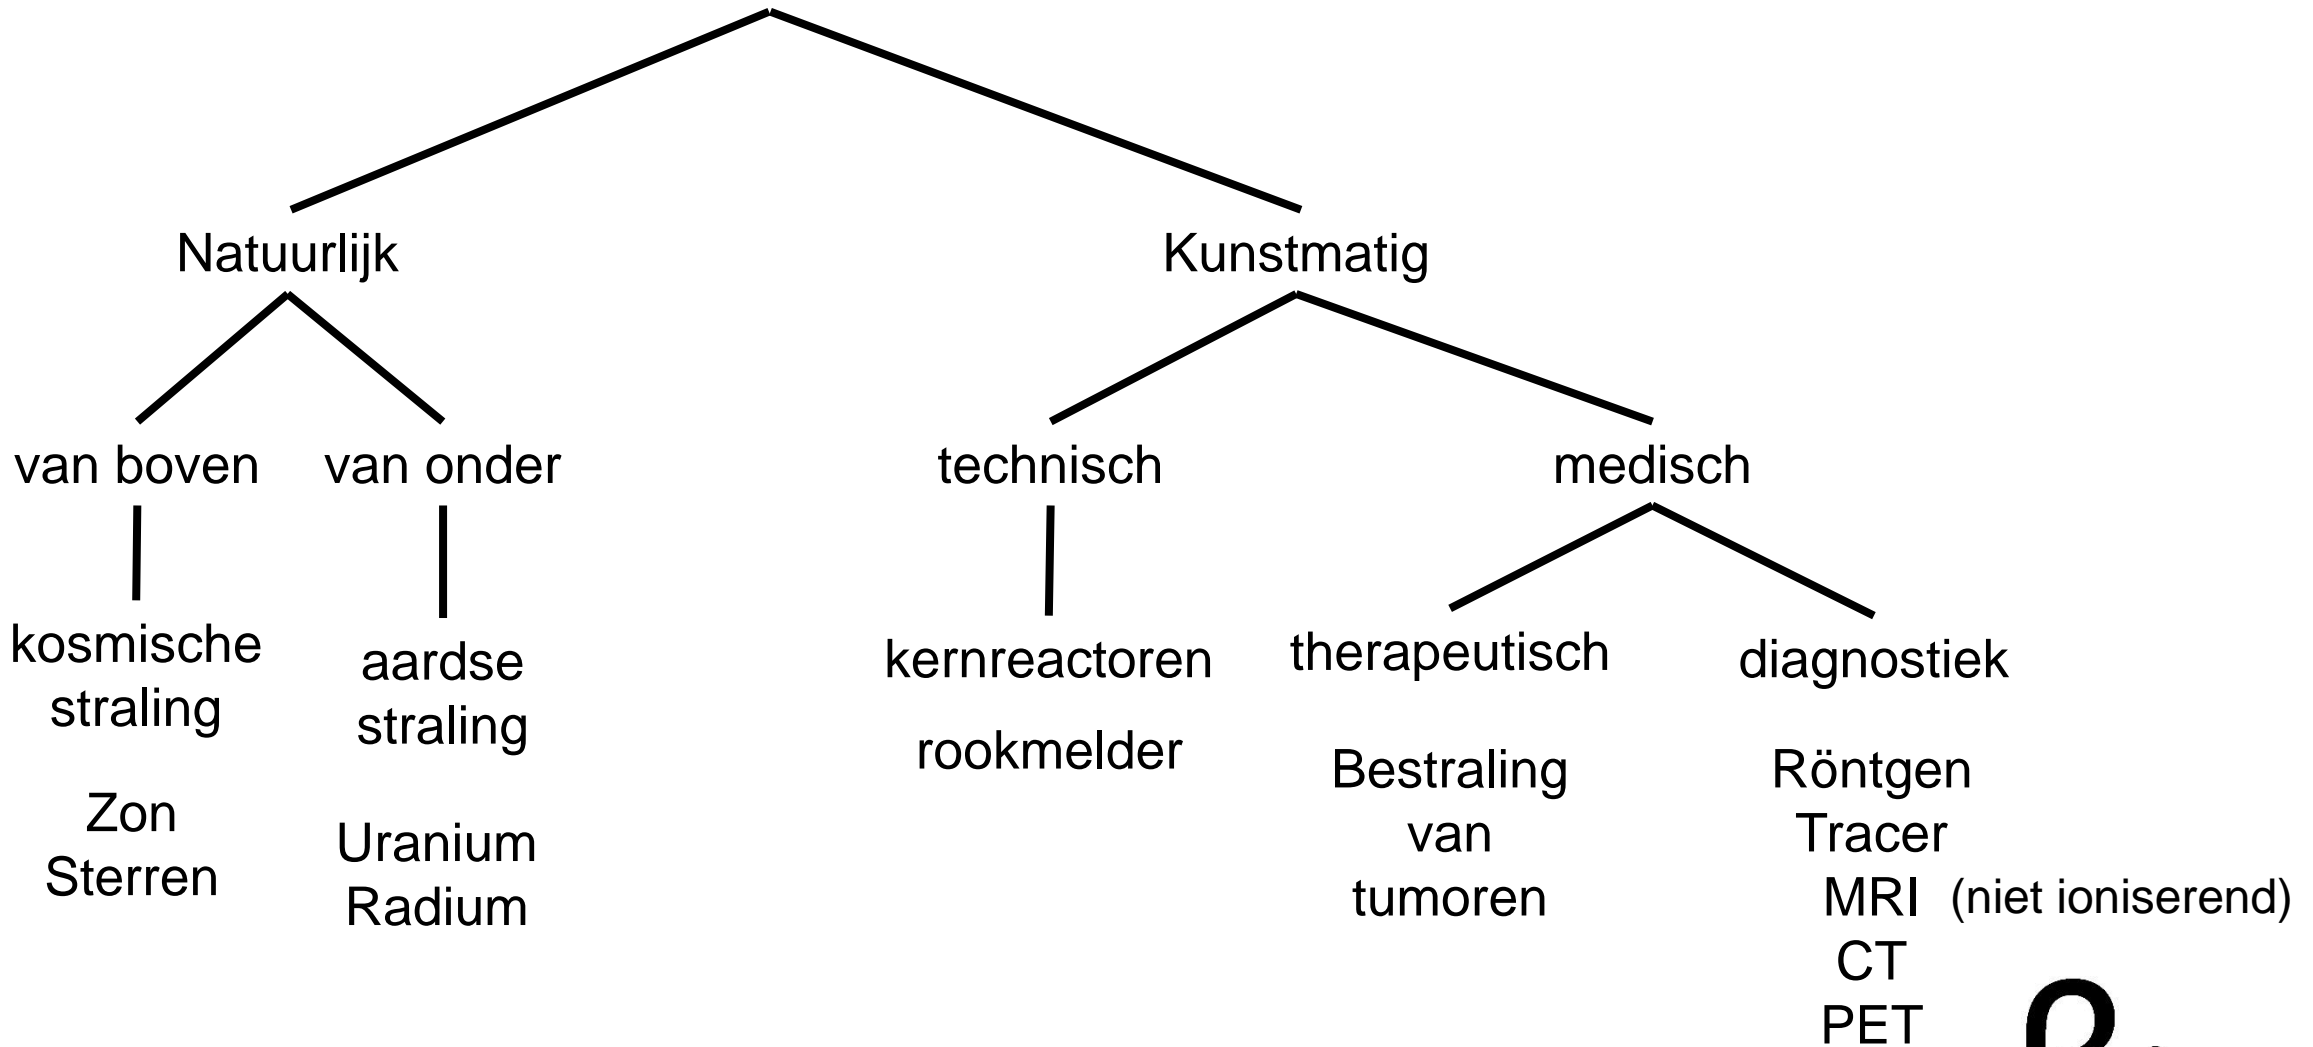 Natuurlijk
Kunstmatig
van boven
van onder
technisch
medisch
kosmische
straling
Zon
Sterren
aardse
straling
Uranium
Radium
kernreactoren
rookmelder
therapeutisch
Bestraling
van
tumoren
diagnostiek
Röntgen
Tracer
MRI (niet ioniserend)
CT
PET